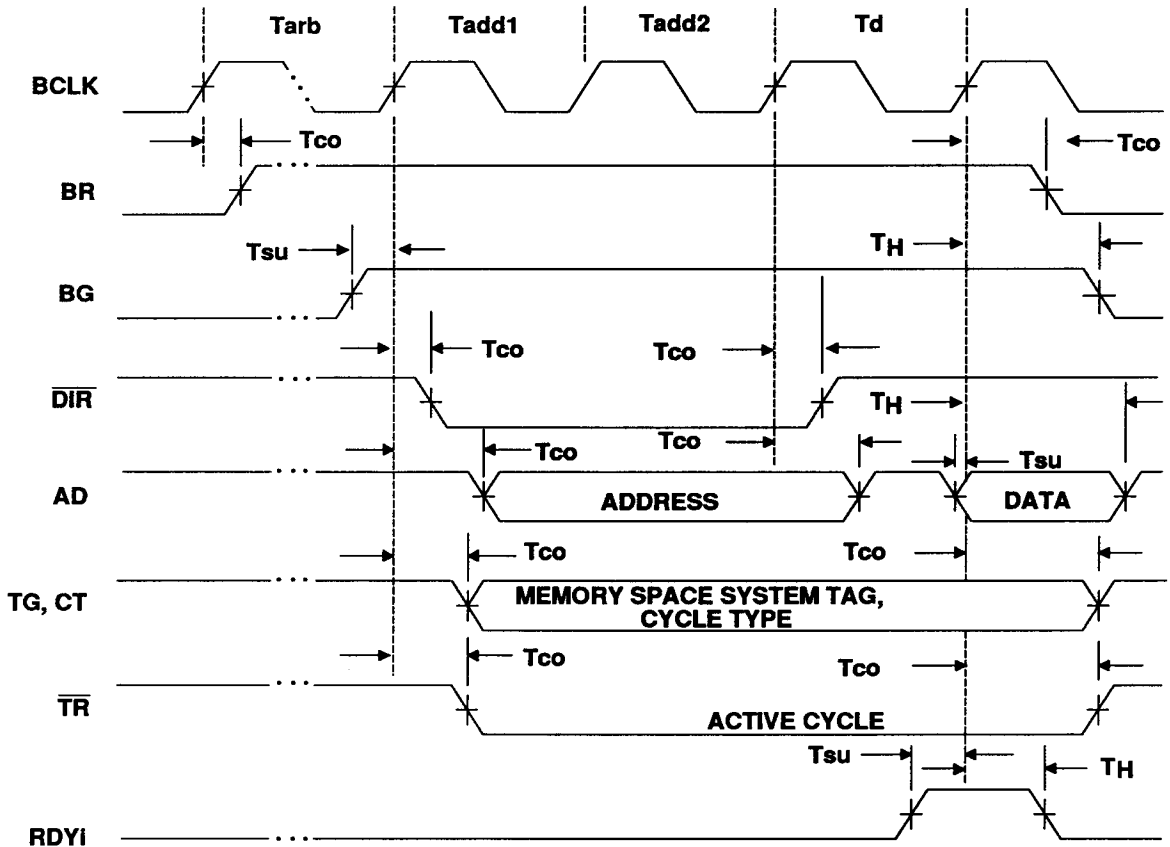 Tarb Tadd1 Tadd2 Td
BCLK
Tco Tco
BR
Tsu TH
BG
Tco Tco
DIR TH
Tco Tco
Tsu
AD ADDRESS DATA
Tco Tco
TG, CT MEMORY SPACE SYSTEM TAG,
CYCLE TYPE
Tco Tco
TR ACTIVE CYCLE
Tsu TH
RDYi